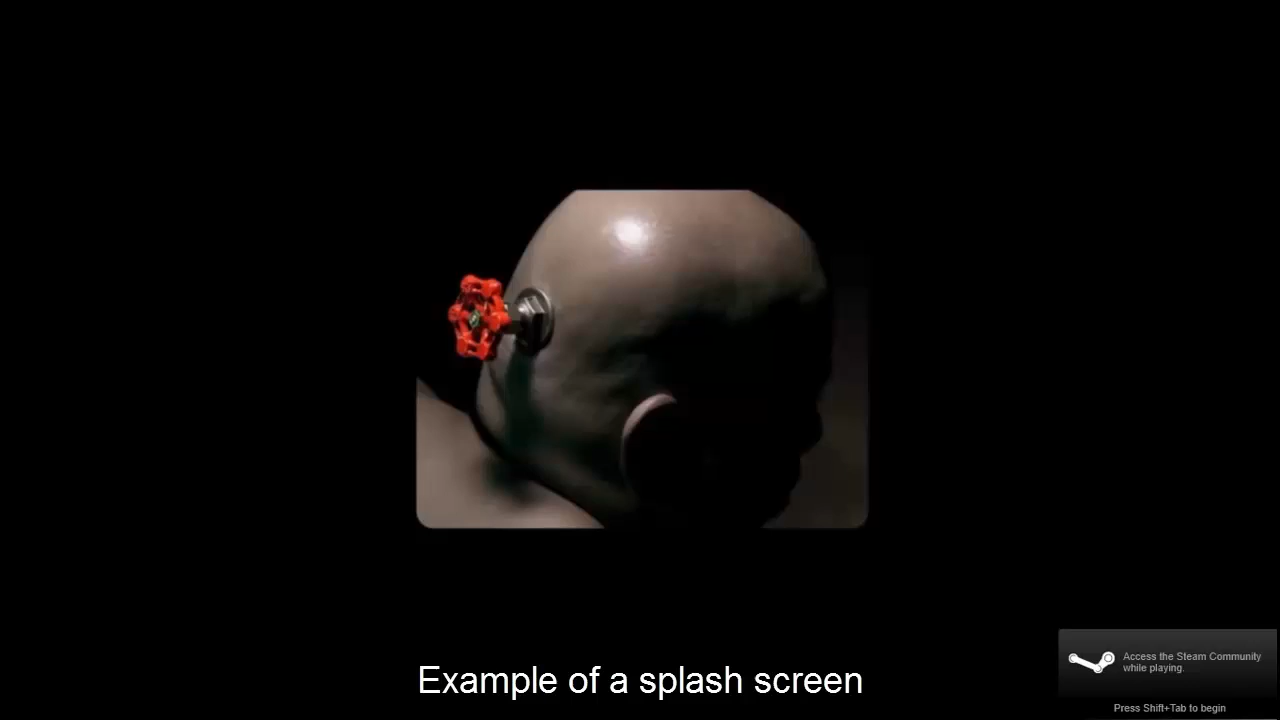 Access the Steam Community
while playing.
Example of a splash screen
Press Shift+Tab to begin